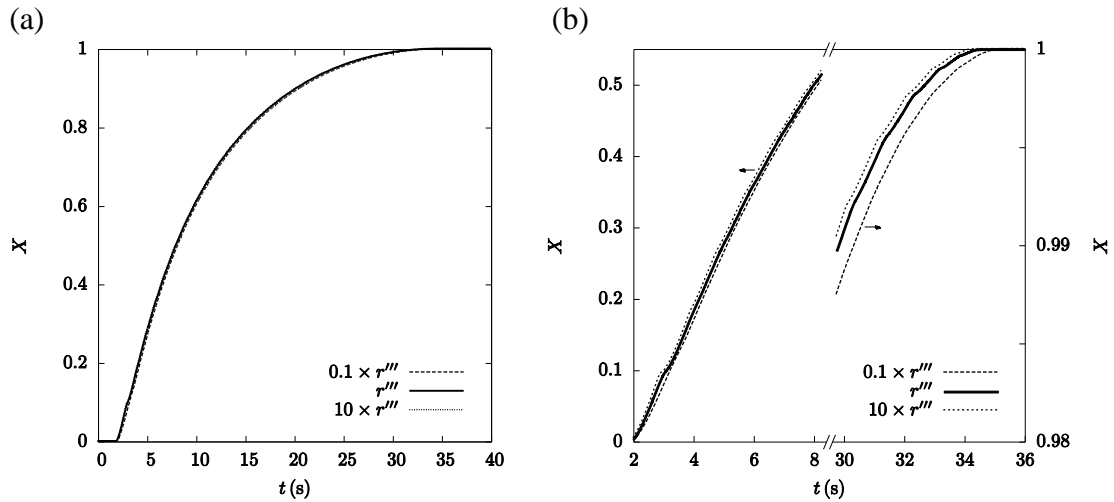 (a)
(b)
1
0.8
0.6
0.4
0.2
0
X
0 5 10 15 20 25 30 35 40
t (s)
0.1 × r‴
r‴
10 × r‴
0.5
0.4
0.3
0.2
0.1
0
X
2 4 6 8 30 32 34 36
t (s)
1
0.99
0.98
X
0.1 × r‴
r‴
10 × r‴